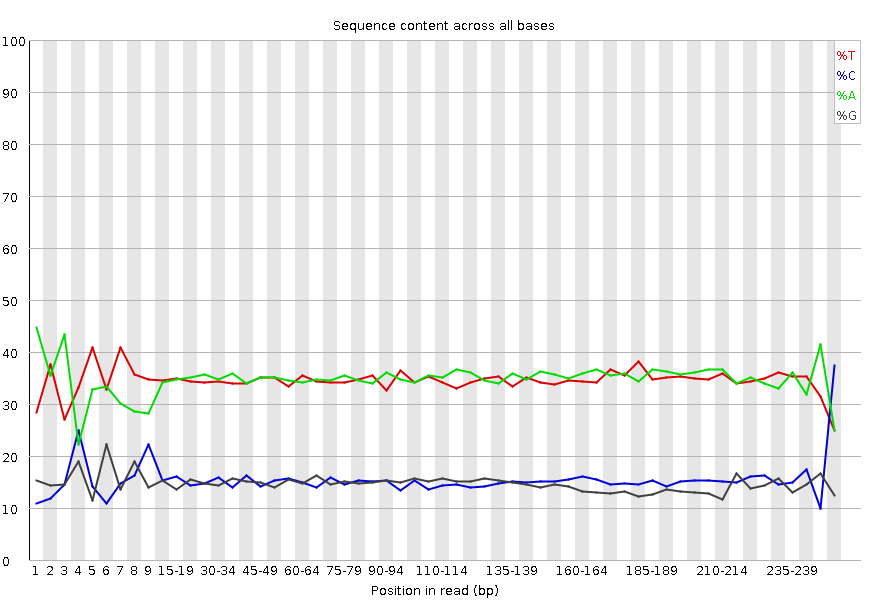 Sequence content across all bases
%T
%C
%A
%G
100
90
80
70
60
50
40
30
20
10
0
1 2 3 4 5 6 7 8 9 15-19 30-34 45-49 60-64 75-79 90-94 110-114 135-139 160-164 185-189 210-214 235-239
Position in read (bp)